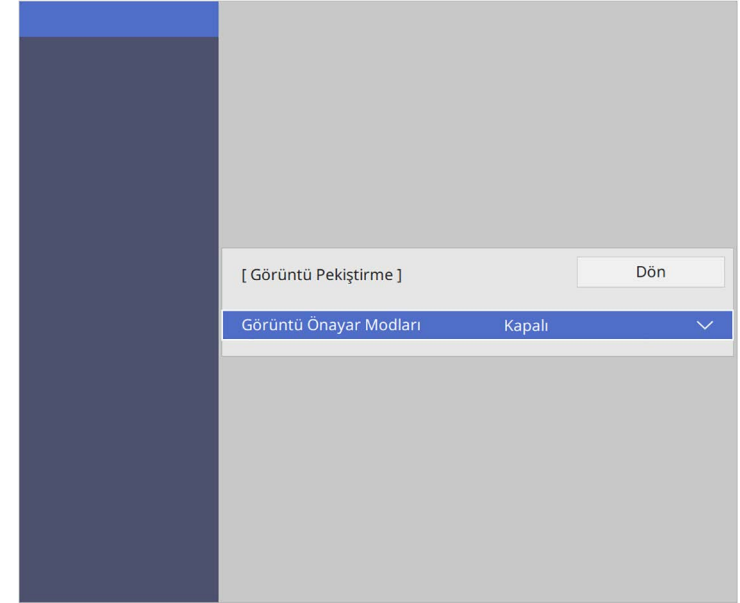 [ Görüntü Pekiştirme ]
Dön
Görüntü Önayar Modları Kapalı